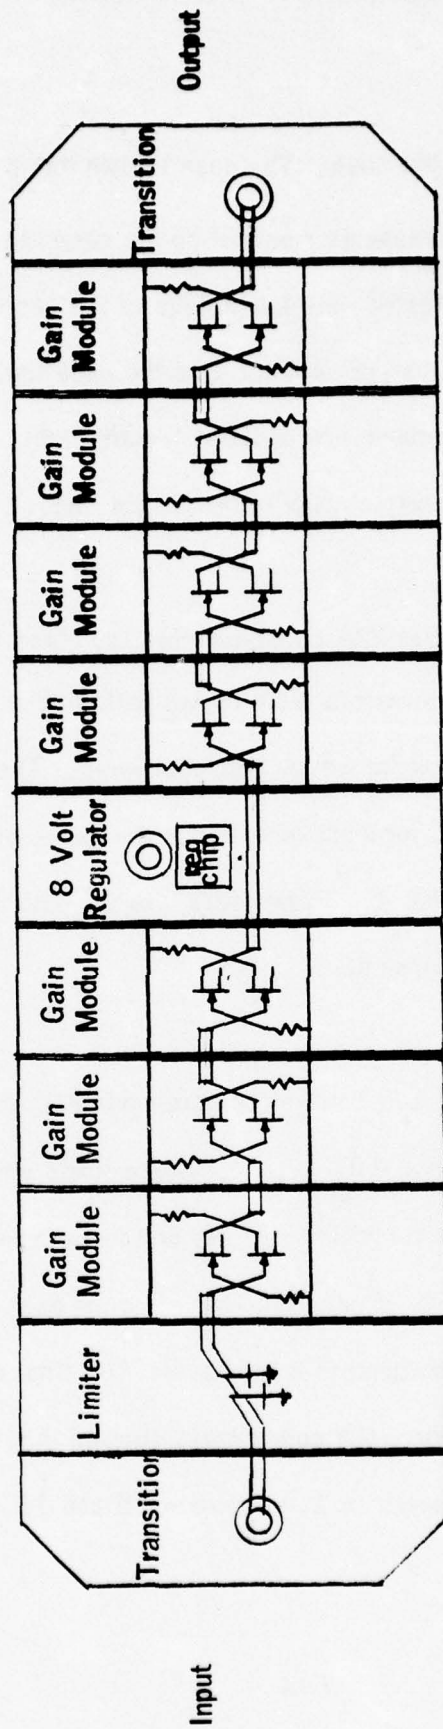 Input
Transition
Limiter
Gain
Module
Gain
Module
Gain
Module
8 Volt
Regulator
Reg
chip
Gain
Module
Gain
Module
Gain
Module
Gain
Module
Transition
Output